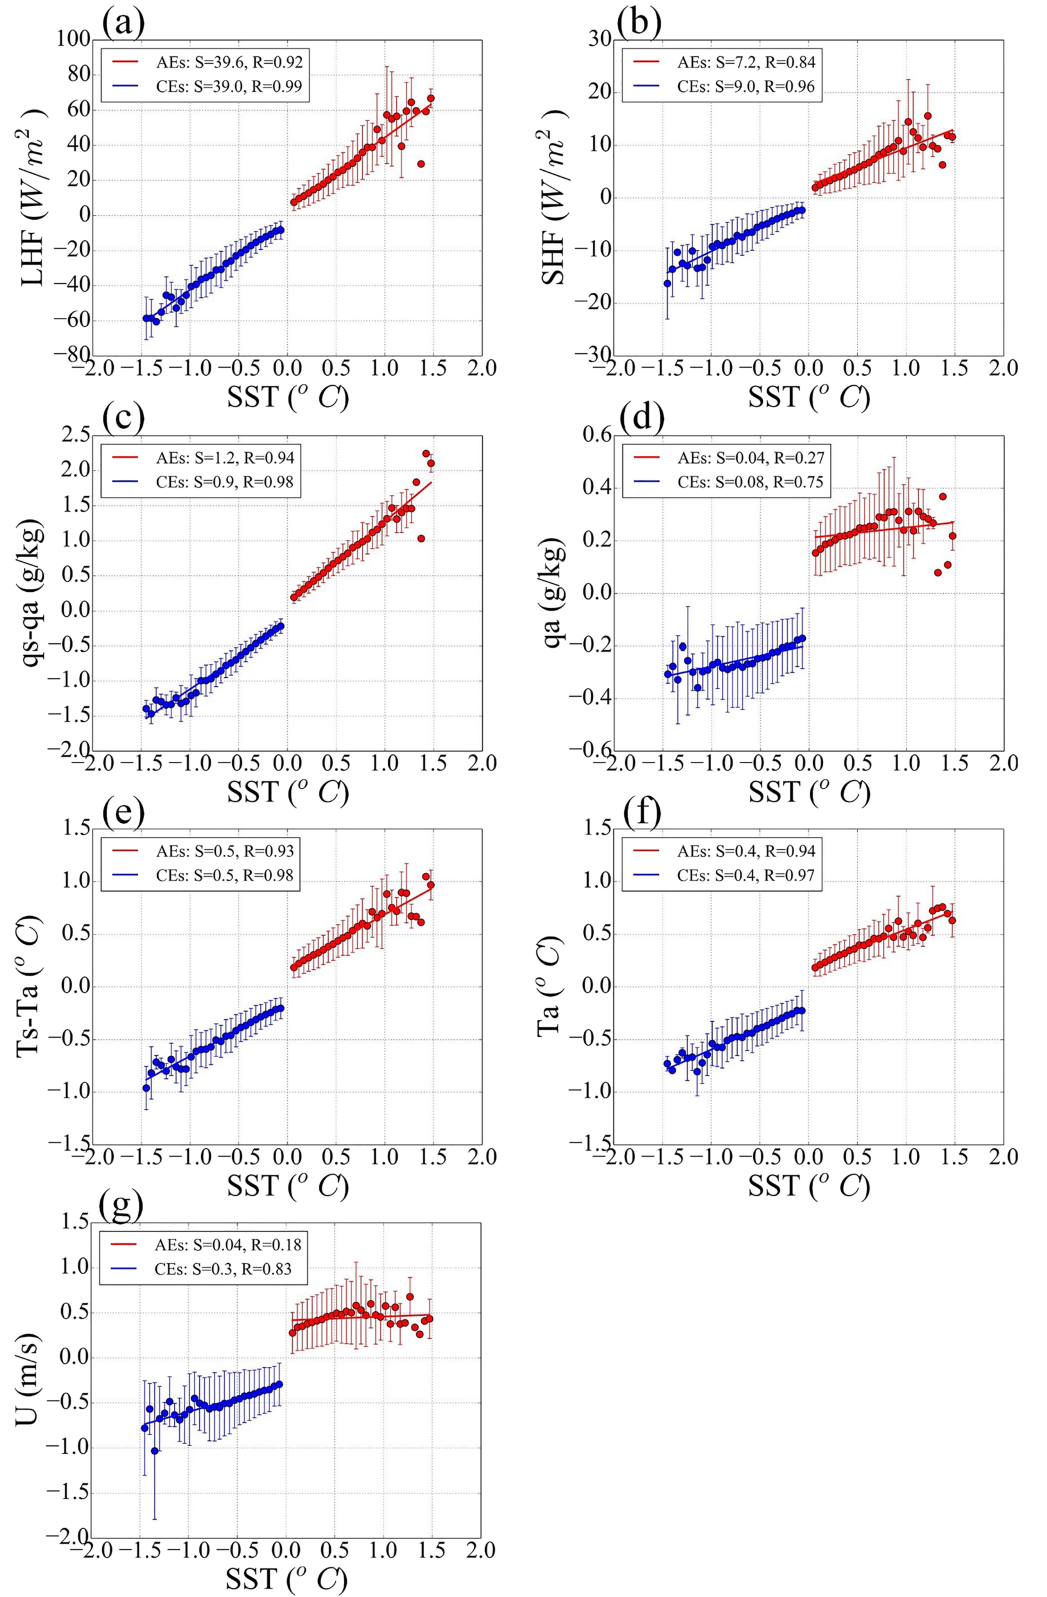 (a)
100
80
60
40
20
0
−20
−40
−60
−80
LHF (W/m²)
AEs: S=39.6, R=0.92
CEs: S=39.0, R=0.99
−2.0 −1.5 −1.0 −0.5 0.0 0.5 1.0 1.5 2.0
SST (° C)
(b)
30
20
10
0
−10
−20
−30
SHF (W/m²)
AEs: S=7.2, R=0.84
CEs: S=9.0, R=0.96
−2.0 −1.5 −1.0 −0.5 0.0 0.5 1.0 1.5 2.0
SST (° C)
(c)
2.5
2.0
1.5
1.0
0.5
0.0
−0.5
−1.0
−1.5
−2.0
qs-qa (g/kg)
AEs: S=1.2, R=0.94
CEs: S=0.9, R=0.98
−2.0 −1.5 −1.0 −0.5 0.0 0.5 1.0 1.5 2.0
SST (° C)
(d)
0.6
0.4
0.2
0.0
−0.2
−0.4
−0.6
qa (g/kg)
AEs: S=0.04, R=0.27
CEs: S=0.08, R=0.75
−2.0 −1.5 −1.0 −0.5 0.0 0.5 1.0 1.5 2.0
SST (° C)
(e)
1.5
1.0
0.5
0.0
−0.5
−1.0
−1.5
Ts-Ta (° C)
AEs: S=0.5, R=0.93
CEs: S=0.5, R=0.98
−2.0 −1.5 −1.0 −0.5 0.0 0.5 1.0 1.5 2.0
SST (° C)
(f)
1.5
1.0
0.5
0.0
−0.5
−1.0
−1.5
Ta (° C)
AEs: S=0.4, R=0.94
CEs: S=0.4, R=0.97
−2.0 −1.5 −1.0 −0.5 0.0 0.5 1.0 1.5 2.0
SST (° C)
(g)
1.5
1.0
0.5
0.0
−0.5
−1.0
−1.5
−2.0
U (m/s)
AEs: S=0.04, R=0.18
CEs: S=0.3, R=0.83
−2.0 −1.5 −1.0 −0.5 0.0 0.5 1.0 1.5 2.0
SST (° C)